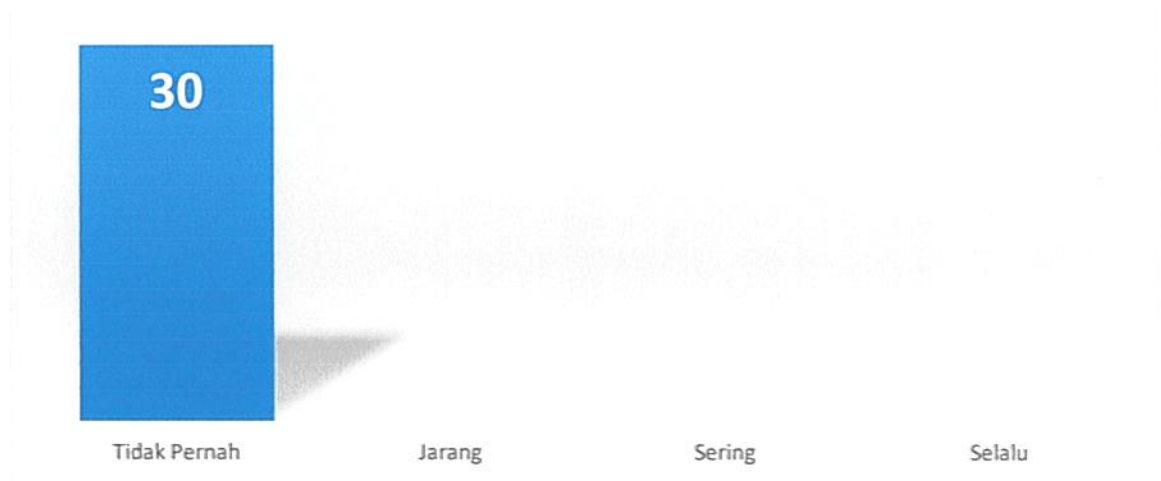 30
Tidak Pernah
Jarang
Sering
Selalu